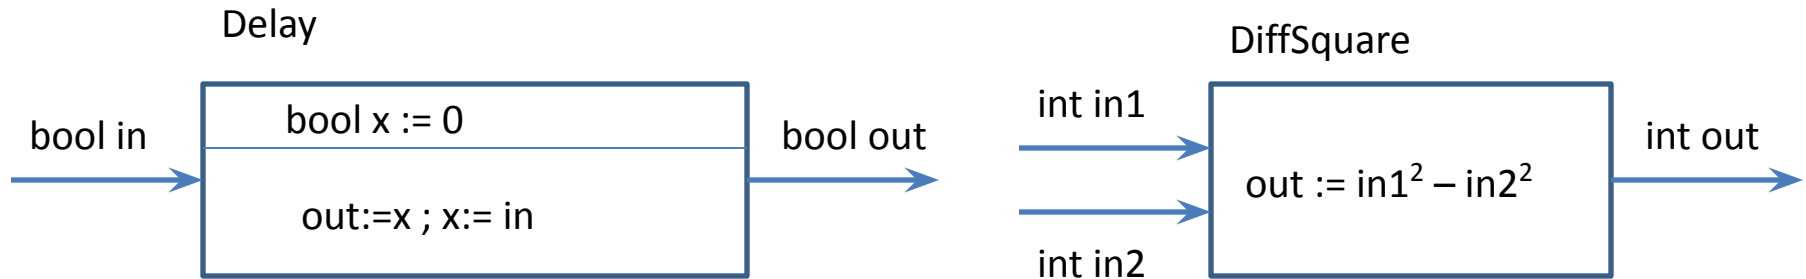 Delay
bool in
bool x := 0
out:=x ; x:= in
bool out
DiffSquare
int in1
int in2
out := in1² – in2²
int out